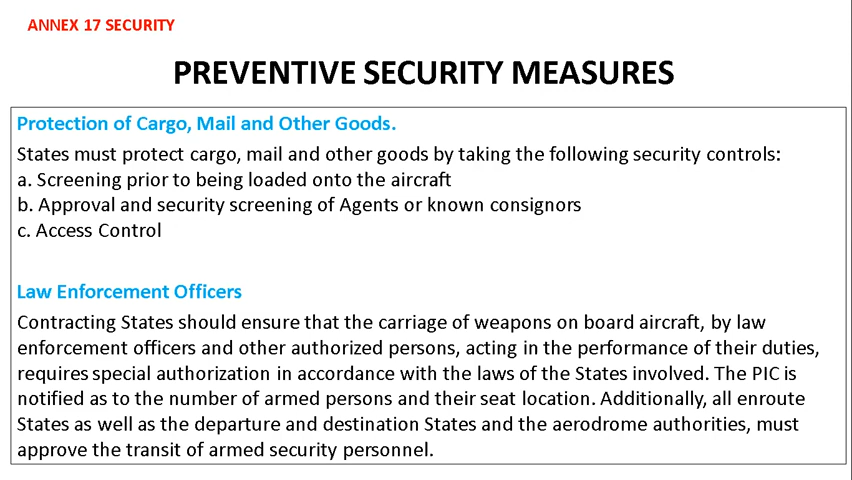 ANNEX 17 SECURITY
PREVENTIVE SECURITY MEASURES
Protection of Cargo, Mail and Other Goods.
States must protect cargo, mail and other goods by taking the following security controls:
a. Screening prior to being loaded onto the aircraft
b. Approval and security screening of Agents or known consignors
c. Access Control
Law Enforcement Officers
Contracting States should ensure that the carriage of weapons on board aircraft, by law
enforcement officers and other authorized persons, acting in the performance of their duties,
requires special authorization in accordance with the laws of the States involved. The PIC is
notified as to the number of armed persons and their seat location. Additionally, all enroute
States as well as the departure and destination States and the aerodrome authorities, must
approve the transit of armed security personnel.